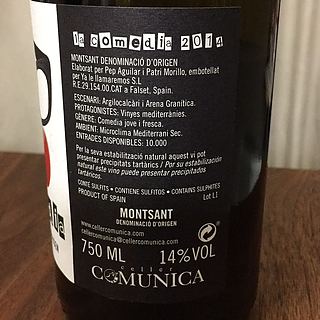 la comedia 2014
MONTSANT DENOMINACIÓ D'ORIGEN
Elaborat per Pep Aguilar i Patri Morillo, embotellat
per Ya le llamaremos S.L
R.E.29.154.00.CAT a Falset, Spain.
ESCENARI: Argilocalcàri i Arena Granítica.
PROTAGONISTES: Vinyes mediterrànies.
GÈNERE: Comedia jove i fresca.
AMBIENT: Microclima Mediterrani Sec.
ENTRADES DISPONIBLES: 10.000
Per la seva estabilització natural aquest vi pot
presentar precipitats tartàrics / Por su estabilización
natural este vino puede presentar precipitados
tartáricos.
CONTÉ SULFITS • CONTIENE SULFITOS • CONTAINS SULPHITES
PRODUCT OF SPAIN
Lot L1
MONTSANT
DENOMINACIÓ D'ORIGEN
www.cellercomunica.com
cellercomunica@cellercomunica.com
750 ML 14%VOL
celler
COMUNICA